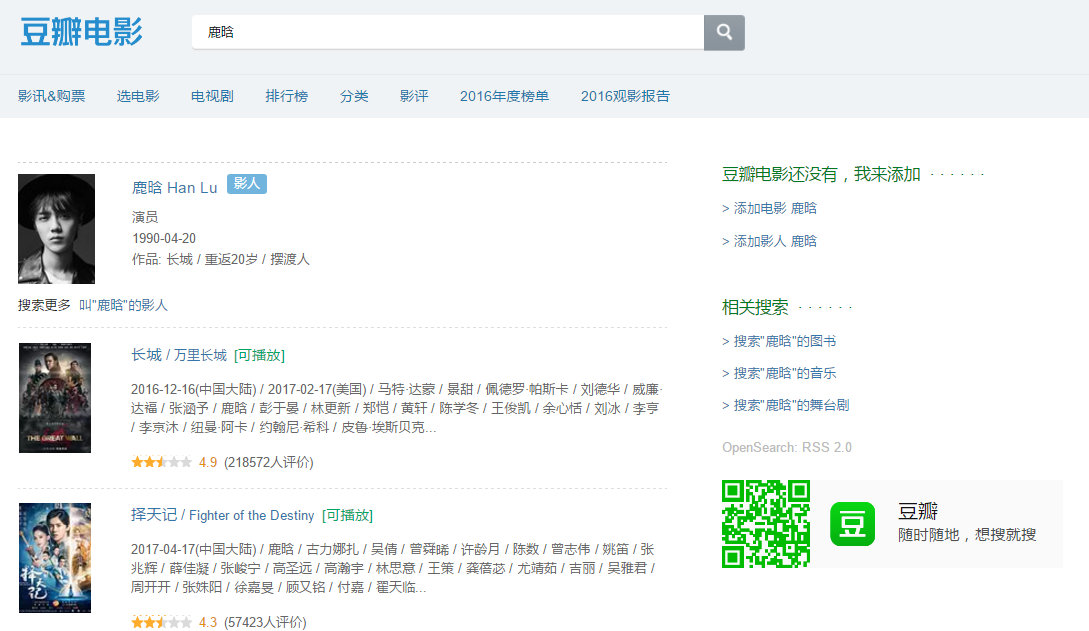 豆瓣电影
鹿晗
影讯&购票 选电影 电视剧 排行榜 分类 影评 2016年度榜单 2016观影报告
鹿晗 Han Lu 影人
演员
1990-04-20
作品: 长城 / 重返20岁 / 摆渡人
搜索更多 叫"鹿晗"的影人
长城 / 万里长城 [可播放]
2016-12-16(中国大陆) / 2017-02-17(美国) / 马特·达蒙 / 景甜 / 佩德罗·帕斯卡 / 刘德华 / 威廉·
达福 / 张涵予 / 鹿晗 / 彭于晏 / 林更新 / 郑恺 / 黄轩 / 陈学冬 / 王俊凯 / 余心恬 / 刘冰 / 李亨
/ 李京沐 / 纽曼·阿卡 / 约翰尼·希科 / 皮鲁·埃斯贝克...
4.9 (218572人评价)
THE GREAT WALL
择天记 / Fighter of the Destiny [可播放]
2017-04-17(中国大陆) / 鹿晗 / 古力娜扎 / 吴倩 / 曾舜晞 / 许龄月 / 陈数 / 曾志伟 / 姚笛 / 张
兆辉 / 薛佳凝 / 张峻宁 / 高圣远 / 高瀚宇 / 林思意 / 王策 / 龚蓓苾 / 尤靖茹 / 吉丽 / 吴雅君 /
周开开 / 张姝阳 / 徐嘉旻 / 顾又铭 / 付嘉 / 翟天临...
4.3 (57423人评价)
择天记
豆瓣电影还没有，我来添加 · · · · · ·
> 添加电影 鹿晗
> 添加影人 鹿晗
相关搜索 · · · · · ·
> 搜索"鹿晗"的图书
> 搜索"鹿晗"的音乐
> 搜索"鹿晗"的舞台剧
OpenSearch: RSS 2.0
豆
豆瓣
随时随地，想搜就搜